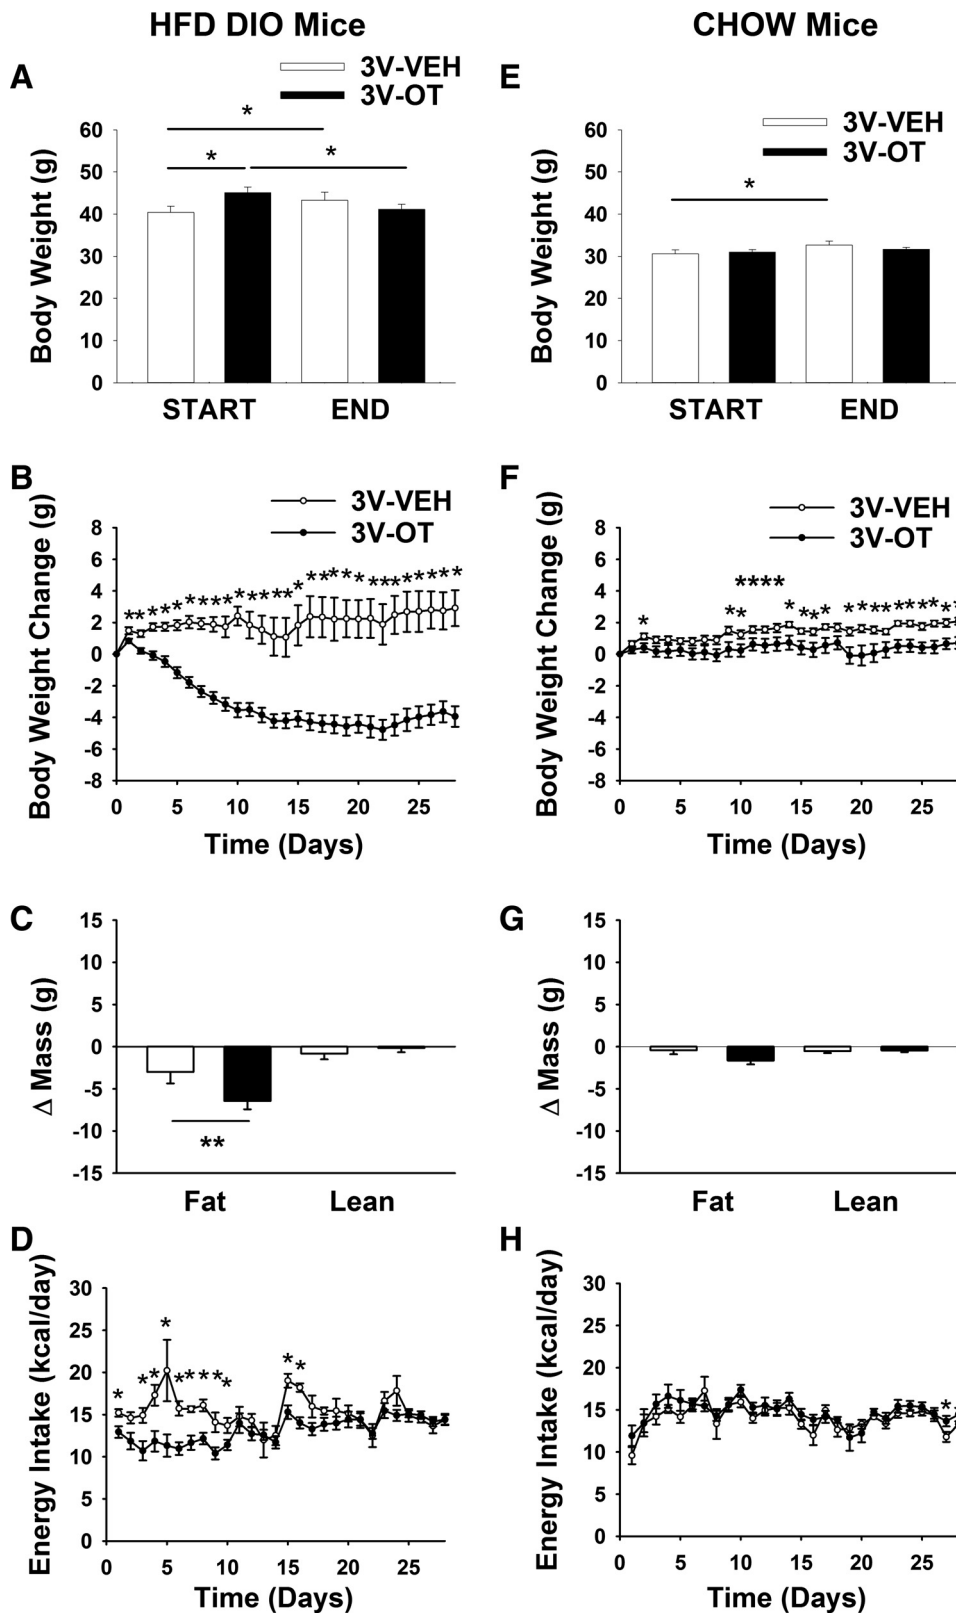 HFD DIO Mice
CHOW Mice
A
3V-VEH
3V-OT
*
*
*
Body Weight (g)
60
50
40
30
20
10
0
START
END
E
3V-VEH
3V-OT
*
Body Weight (g)
60
50
40
30
20
10
0
START
END
B
3V-VEH
3V-OT
Body Weight Change (g)
8
6
4
2
0
-2
-4
-6
-8
0
5
10
15
20
25
Time (Days)
F
3V-VEH
3V-OT
Body Weight Change (g)
8
6
4
2
0
-2
-4
-6
-8
0
5
10
15
20
25
Time (Days)
C
Δ Mass (g)
15
10
5
0
-5
-10
-15
**
Fat
Lean
G
Δ Mass (g)
15
10
5
0
-5
-10
-15
Fat
Lean
D
Energy Intake (kcal/day)
30
25
20
15
10
5
0
0
5
10
15
20
25
Time (Days)
H
Energy Intake (kcal/day)
30
25
20
15
10
5
0
0
5
10
15
20
25
Time (Days)